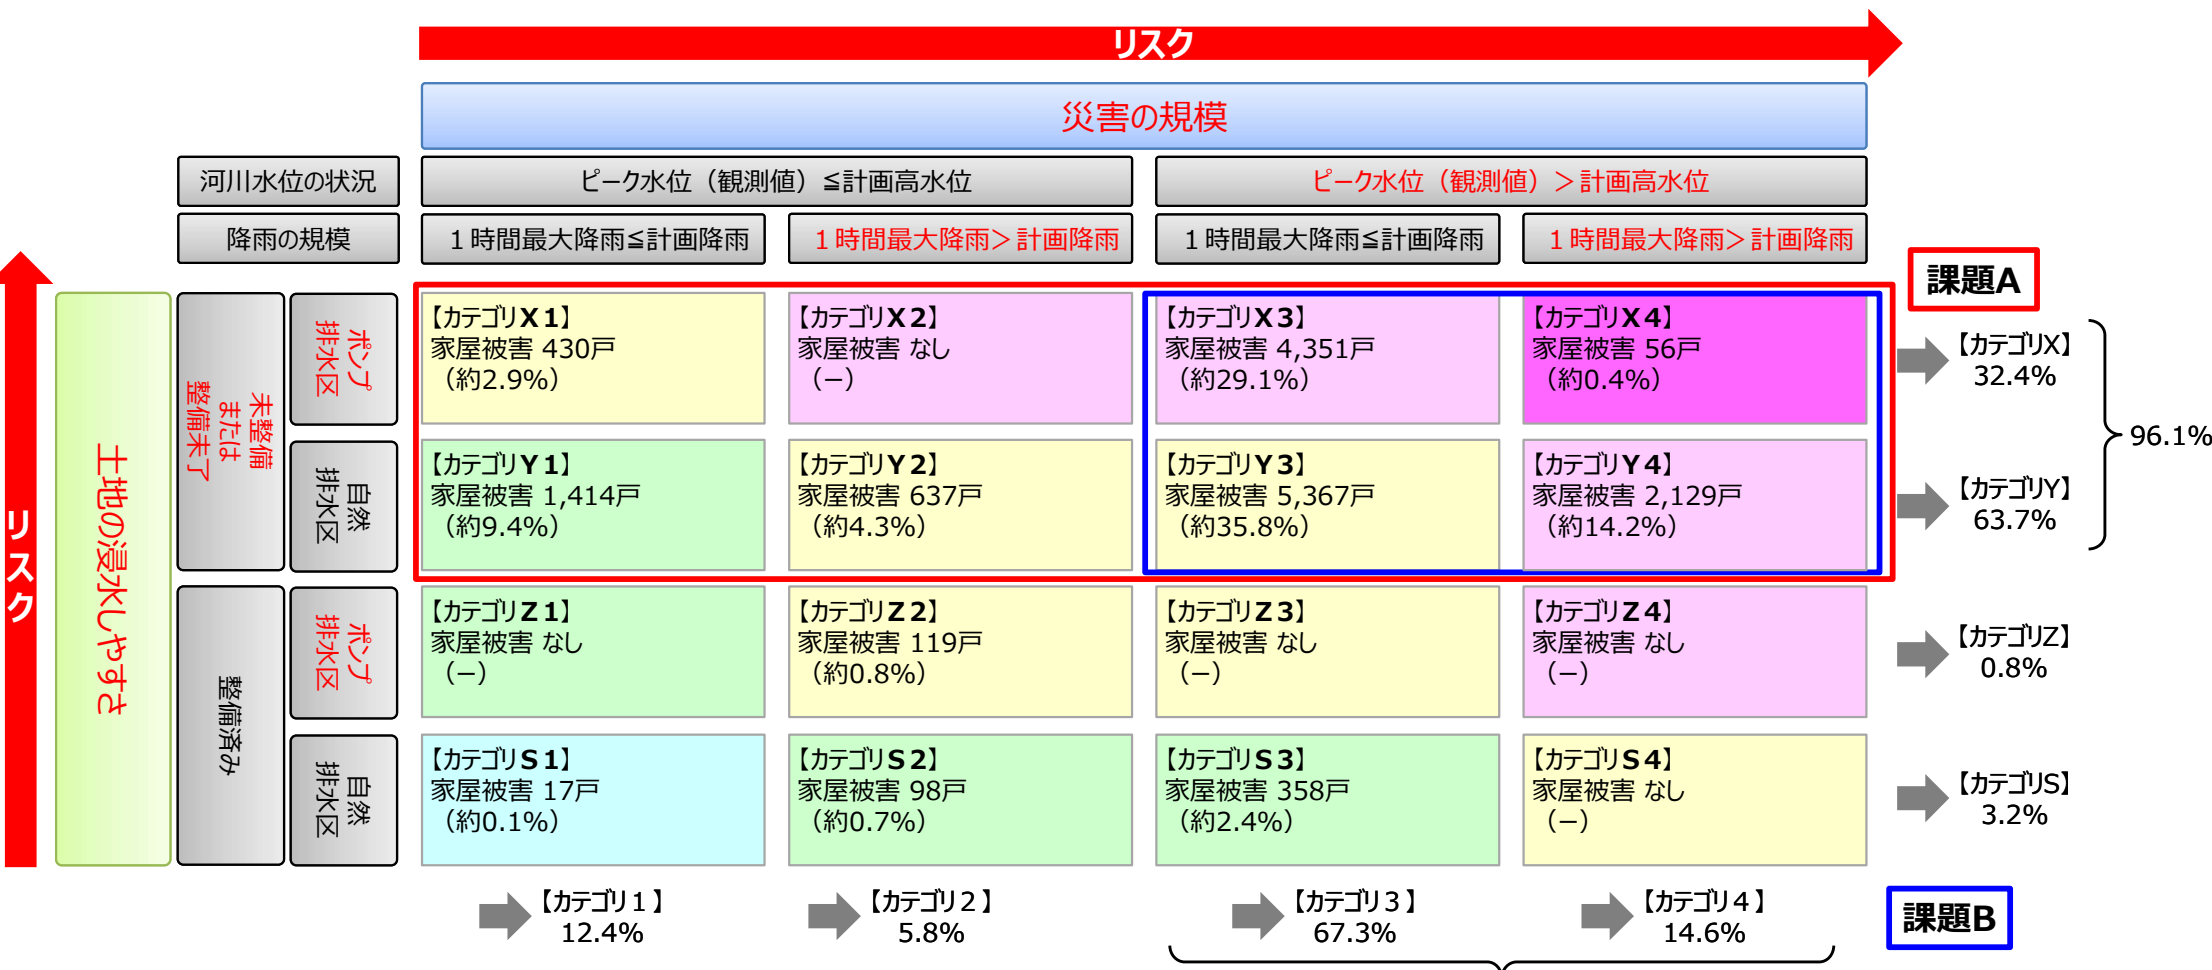 リスク
災害の規模
河川水位の状況
ピーク水位（観測値）≦計画高水位
ピーク水位（観測値）＞計画高水位
降雨の規模
１時間最大降雨≦計画降雨
１時間最大降雨＞計画降雨
１時間最大降雨≦計画降雨
１時間最大降雨＞計画降雨
課題A
リスク
土地の浸水しやすさ
未整備
または
整備未了
ポンプ
排水区
【カテゴリX１】
家屋被害 430戸
（約2.9%）
【カテゴリX２】
家屋被害 なし
（－）
【カテゴリX３】
家屋被害 4,351戸
（約29.1%）
【カテゴリX４】
家屋被害 56戸
（約0.4%）
【カテゴリX】
32.4%
自然
排水区
【カテゴリY１】
家屋被害 1,414戸
（約9.4%）
【カテゴリY２】
家屋被害 637戸
（約4.3%）
【カテゴリY３】
家屋被害 5,367戸
（約35.8%）
【カテゴリY４】
家屋被害 2,129戸
（約14.2%）
【カテゴリY】
63.7%
96.1%
整備済み
ポンプ
排水区
【カテゴリZ１】
家屋被害 なし
（－）
【カテゴリZ２】
家屋被害 119戸
（約0.8%）
【カテゴリZ３】
家屋被害 なし
（－）
【カテゴリZ４】
家屋被害 なし
（－）
【カテゴリZ】
0.8%
自然
排水区
【カテゴリS１】
家屋被害 17戸
（約0.1%）
【カテゴリS２】
家屋被害 98戸
（約0.7%）
【カテゴリS３】
家屋被害 358戸
（約2.4%）
【カテゴリS４】
家屋被害 なし
（－）
【カテゴリS】
3.2%
【カテゴリ１】
12.4%
【カテゴリ２】
5.8%
【カテゴリ３】
67.3%
【カテゴリ４】
14.6%
課題B